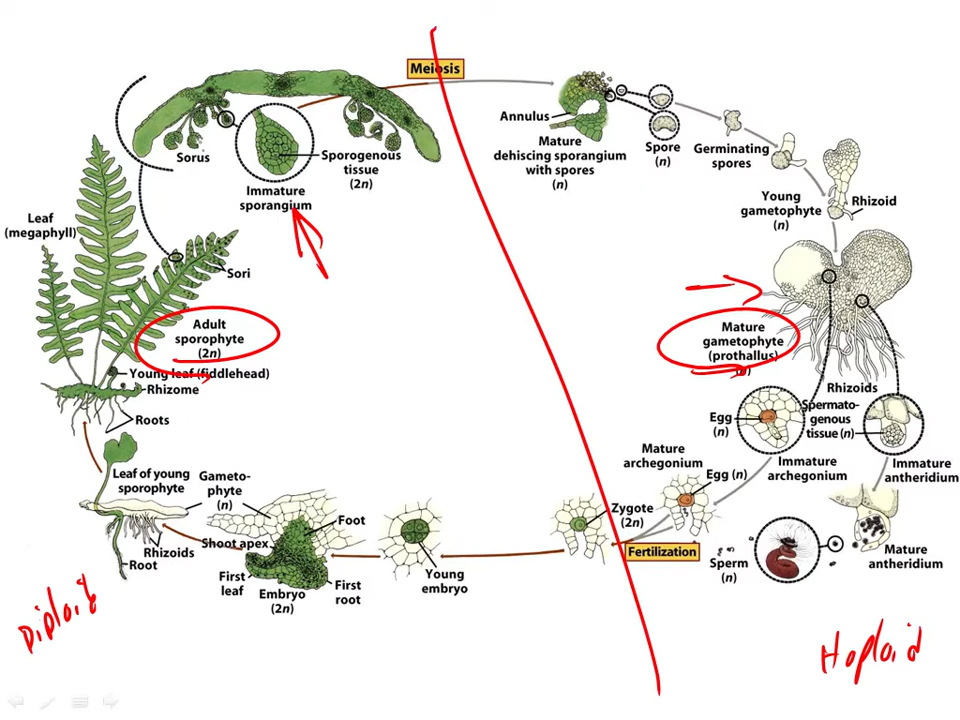 Meiosis
Annulus
Mature
dehiscing sporangium
with spores
(n)
Spore
(n)
Germinating
spores
Sorus
Sporogenous
tissue
(2n)
Immature
sporangium
Young
gametophyte
(n)
Rhizoid
Leaf
(megaphyll)
Sori
Adult
sporophyte
(2n)
Mature
gametophyte
(prothallus)
(n)
Young leaf (fiddlehead)
Rhizome
Roots
Rhizoids
Egg
(n)
Spermato-
genous
tissue (n)
Immature
archegonium
Immature
antheridium
Mature
archegonium
Egg (n)
Leaf of young
sporophyte
Gameto-
phyte
(n)
Foot
Shoot apex
Rhizoids
Root
First
leaf
Embryo
(2n)
First
root
Young
embryo
Zygote
(2n)
Fertilization
Sperm
(n)
Mature
antheridium
Diploid
Haploid